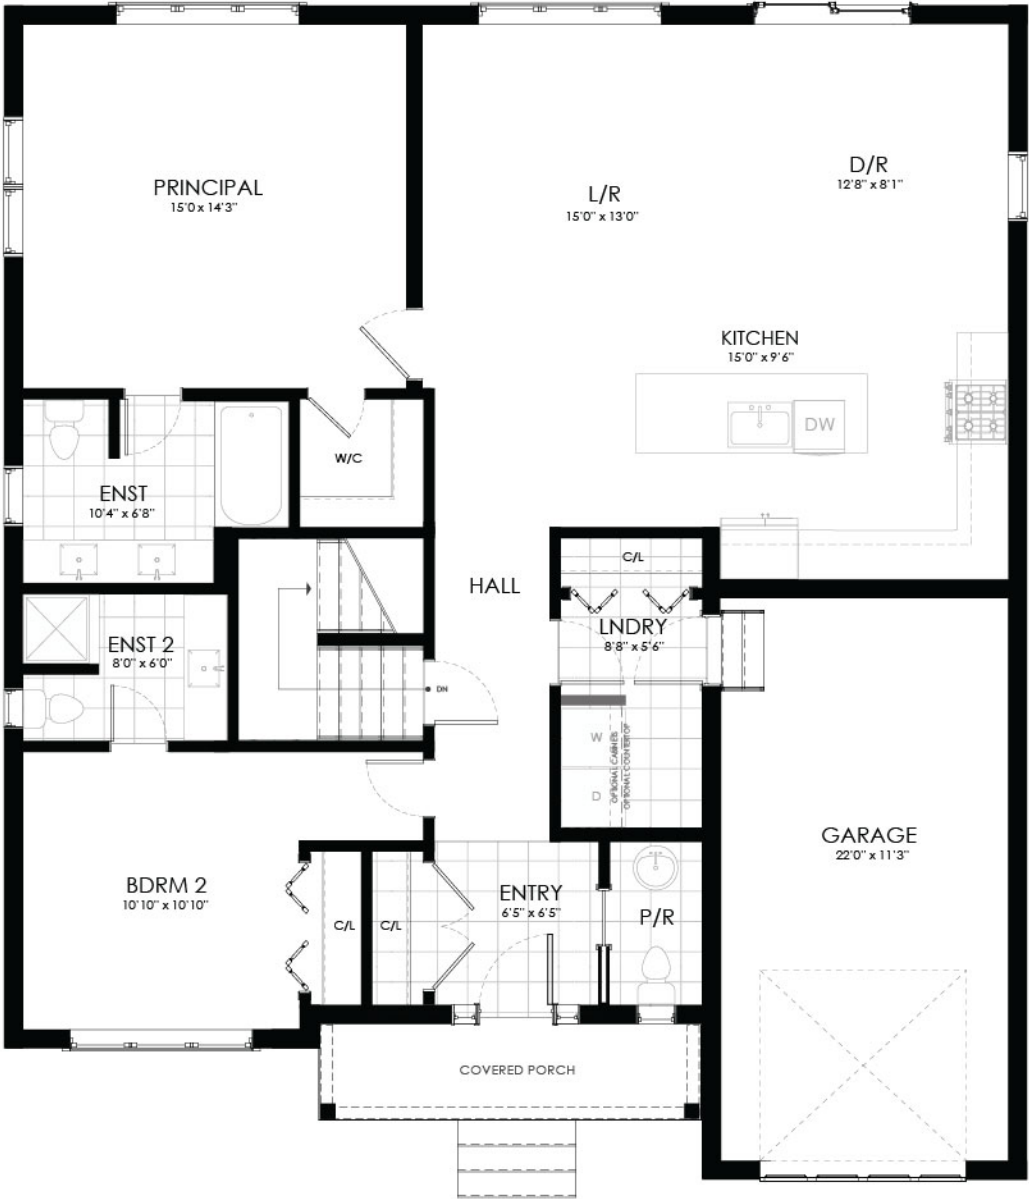 PRINCIPAL
15'0 x 14'3"
L/R
15'0" x 13'0"
D/R
12'8" x 8'1"
KITCHEN
15'0" x 9'6"
DW
W/C
ENST
10'4" x 6'8"
C/L
HALL
LNDRY
8'8" x 5'6"
ENST 2
8'0" x 6'0"
DN
W
D
OPTIONAL CABINETS
OPTIONAL COUNTERTOP
GARAGE
22'0" x 11'3"
BDRM 2
10'10" x 10'10"
C/L
C/L
ENTRY
6'5" x 6'5"
P/R
COVERED PORCH